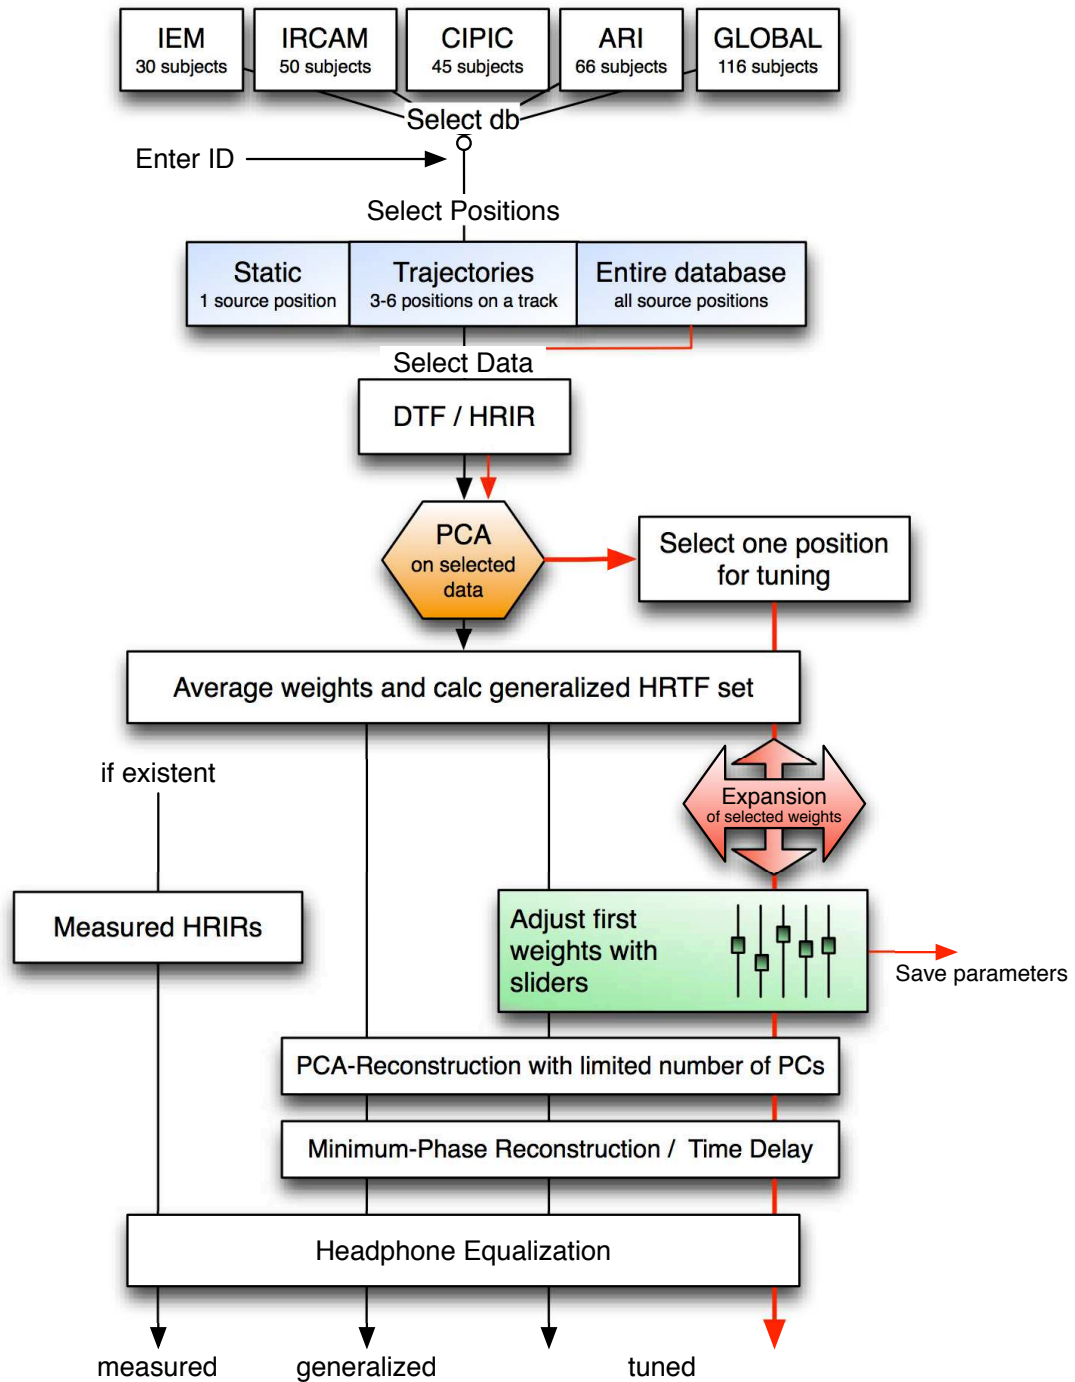 IEM
30 subjects
IRCAM
50 subjects
CIPIC
45 subjects
ARI
66 subjects
GLOBAL
116 subjects
Select db
Enter ID
Select Positions
Static
1 source position
Trajectories
3-6 positions on a track
Entire database
all source positions
Select Data
DTF / HRIR
PCA
on selected
data
Select one position
for tuning
Average weights and calc generalized HRTF set
if existent
Expansion
of selected weights
Measured HRIRs
Adjust first
weights with
sliders
Save parameters
PCA-Reconstruction with limited number of PCs
Minimum-Phase Reconstruction / Time Delay
Headphone Equalization
measured
generalized
tuned